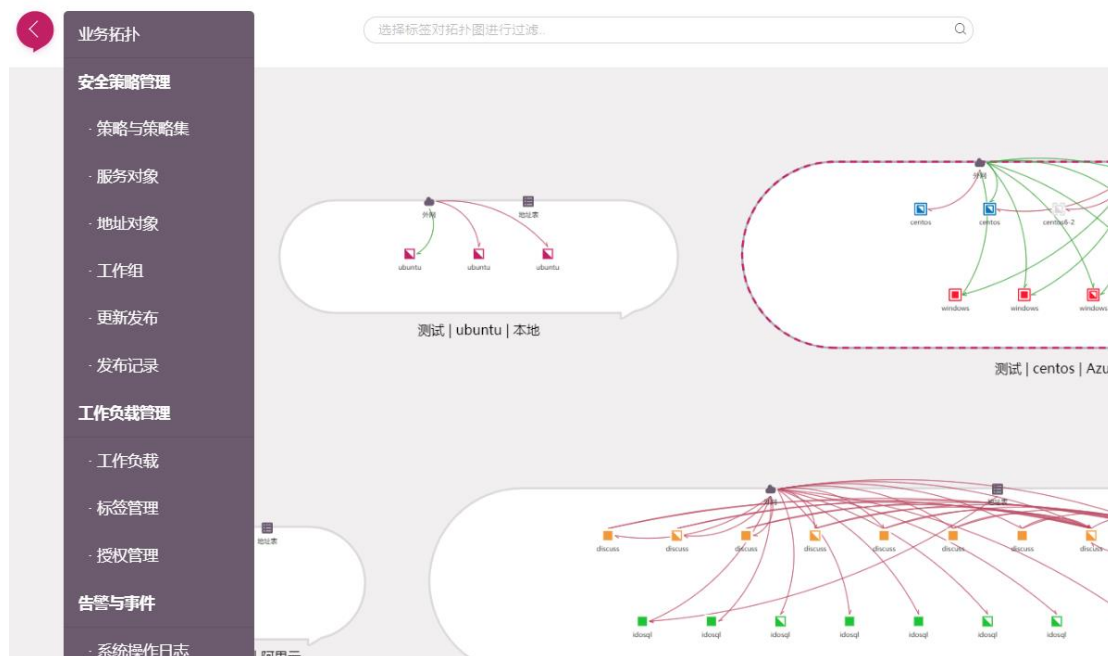 业务拓扑
选择标签对拓扑图进行过滤..
安全策略管理
· 策略与策略集
· 服务对象
· 地址对象
· 工作组
· 更新发布
· 发布记录
工作负载管理
· 工作负载
· 标签管理
· 授权管理
告警与事件
· 系统操作日志
外网
地址表
ubuntu
ubuntu
ubuntu
测试 | ubuntu | 本地
外网
centos
centos
centos6-2
windows
windows
windows
测试 | centos | Azu
地址表
| 阿里云
外网
地址表
discuss
discuss
discuss
discuss
discuss
discuss
discuss
discuss
idosql
idosql
idosql
idosql
idosql
idosql
idosql